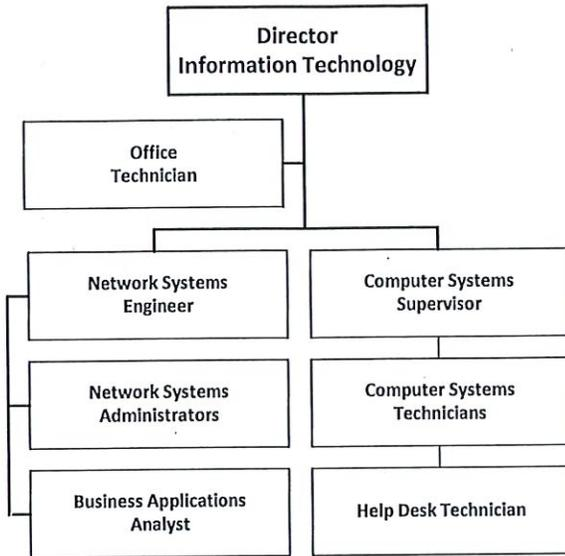 Director
Information Technology
Office
Technician
Network Systems
Engineer
Computer Systems
Supervisor
Network Systems
Administrators
Computer Systems
Technicians
Business Applications
Analyst
Help Desk Technician